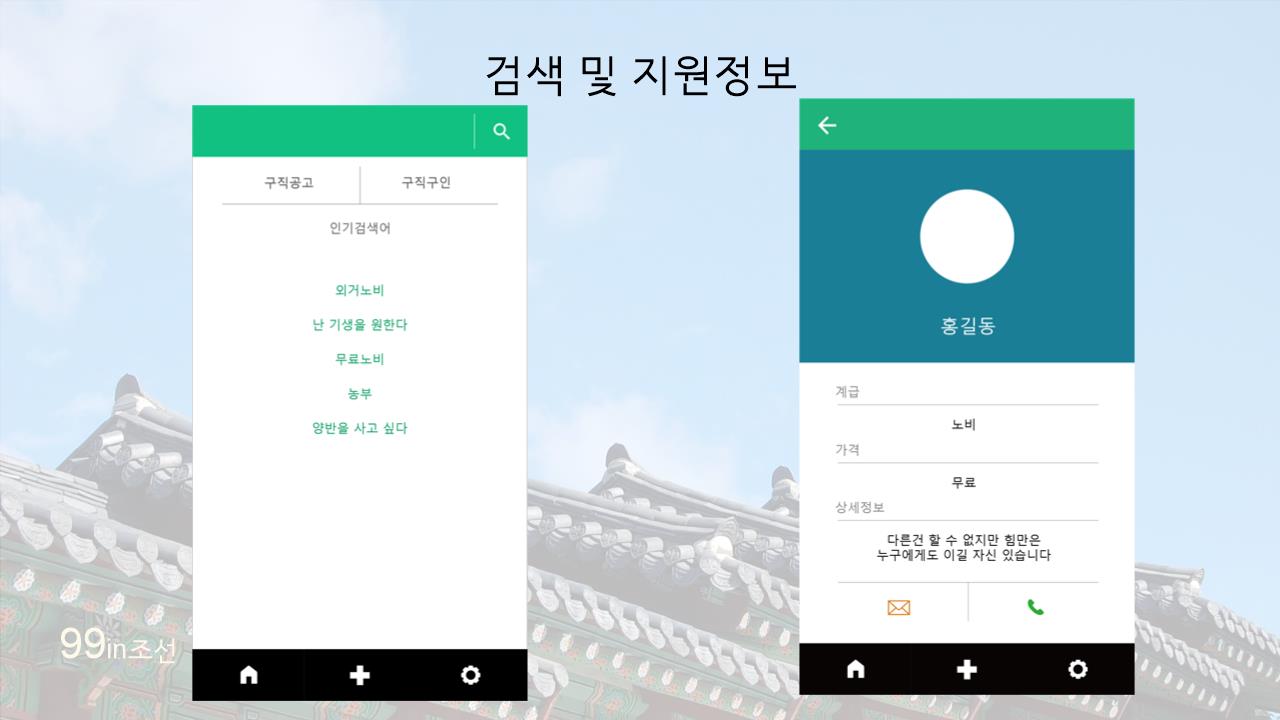 검색 및 지원정보
구직공고 구직구인
인기검색어
외거노비
난 기생을 원한다
무료노비
농부
양반을 사고 싶다
홍길동
계급
노비
가격
무료
상세정보
다른건 할 수 없지만 힘만은
누구에게도 이길 자신 있습니다
99in조선